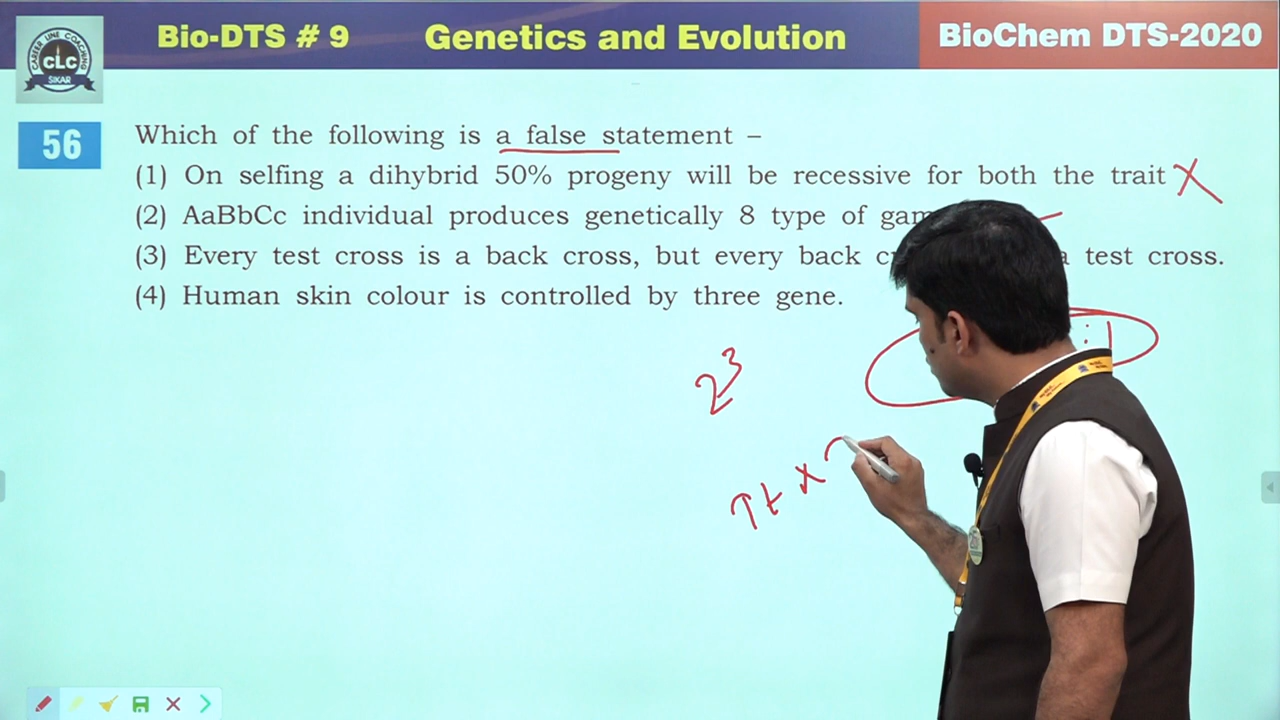 Bio-DTS # 9 Genetics and Evolution BioChem DTS-2020
CAREER LINE COACHING
CLC
SIKAR
56 Which of the following is a false statement –
(1) On selfing a dihybrid 50% progeny will be recessive for both the trait X
(2) AaBbCc individual produces genetically 8 type of gam
(3) Every test cross is a back cross, but every back test cross.
(4) Human skin colour is controlled by three gene.
: 1
2³
Tt x